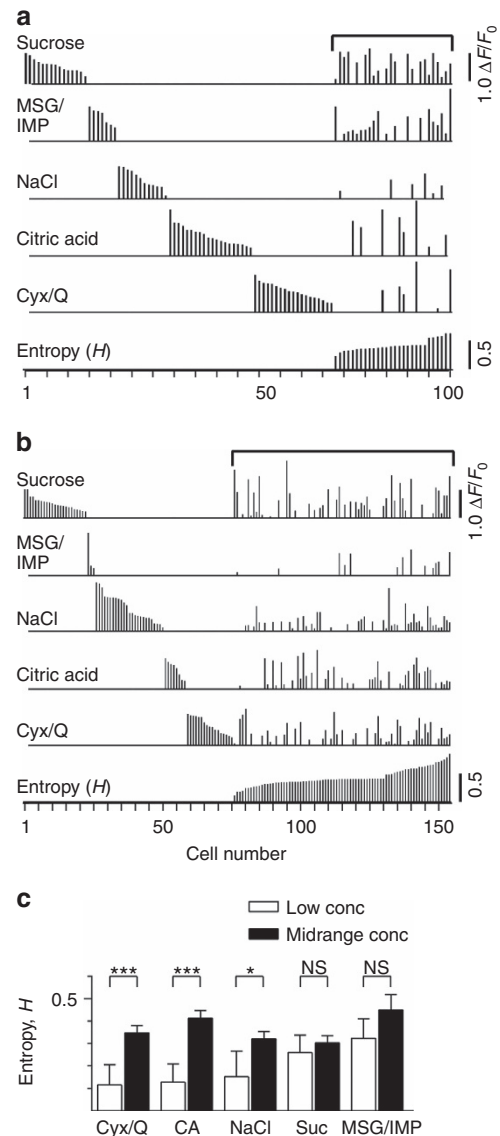 a
Sucrose
1.0 ΔF/F0
MSG/
IMP
NaCl
Citric acid
Cyx/Q
Entropy (H)
0.5
1 50 100
b
Sucrose
1.0 ΔF/F0
MSG/
IMP
NaCl
Citric acid
Cyx/Q
Entropy (H)
0.5
1 50 100 150
Cell number
c
Low conc
Midrange conc
*** *** * NS NS
0.5
Entropy, H
Cyx/Q CA NaCl Suc MSG/IMP